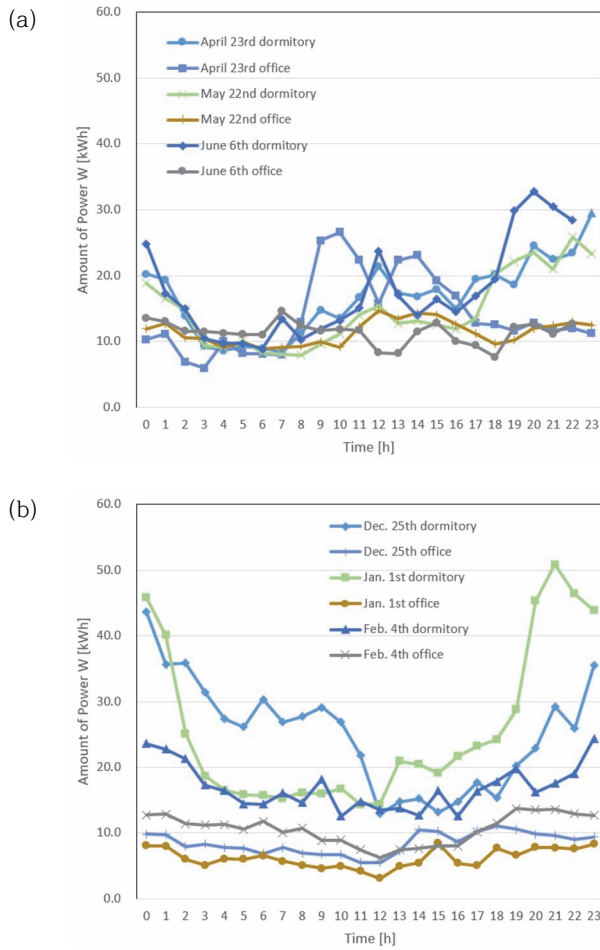 (a)
60.0
50.0
40.0
30.0
20.0
10.0
0.0
Amount of Power W [kWh]
April 23rd dormitory
April 23rd office
May 22nd dormitory
May 22nd office
June 6th dormitory
June 6th office
0 1 2 3 4 5 6 7 8 9 10 11 12 13 14 15 16 17 18 19 20 21 22 23
Time [h]
(b)
60.0
50.0
40.0
30.0
20.0
10.0
0.0
Amount of Power W [kWh]
Dec. 25th dormitory
Dec. 25th office
Jan. 1st dormitory
Jan. 1st office
Feb. 4th dormitory
Feb. 4th office
0 1 2 3 4 5 6 7 8 9 10 11 12 13 14 15 16 17 18 19 20 21 22 23
Time [h]